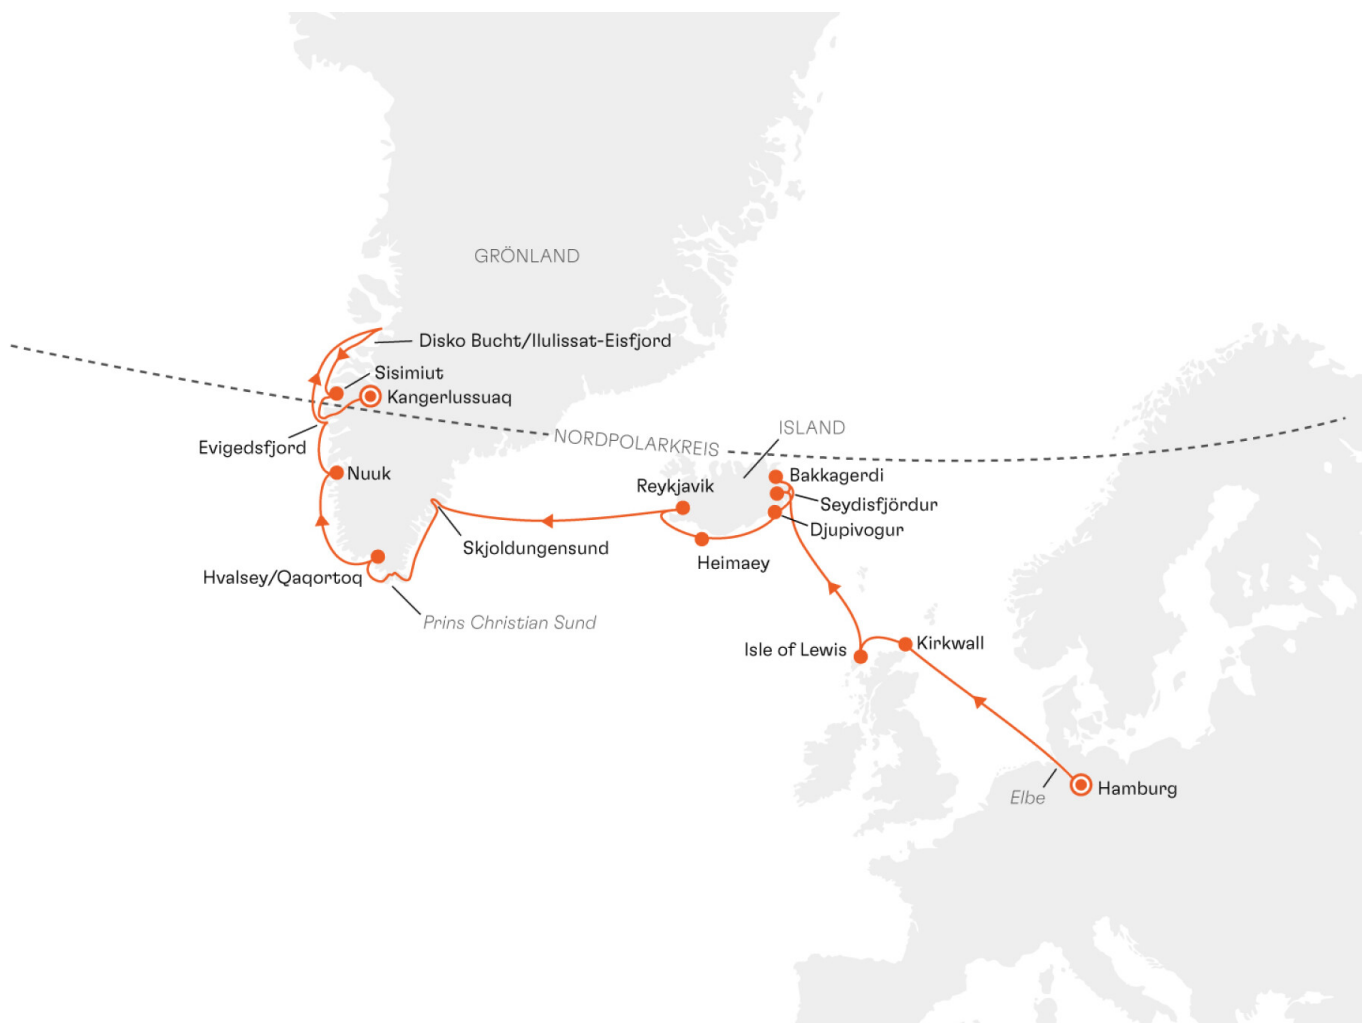 GRÖNLAND
Disko Bucht/Ilulissat-Eisfjord
Sisimiut
Kangerlussuaq
ISLAND
NORDPOLARKREIS
Evigedsfjord
Nuuk
Bakkagerdi
Reykjavik
Seydisfjördur
Djupivogur
Skjoldungensund
Heimaey
Hvalsey/Qaqortoq
Prins Christian Sund
Isle of Lewis
Kirkwall
Elbe
Hamburg